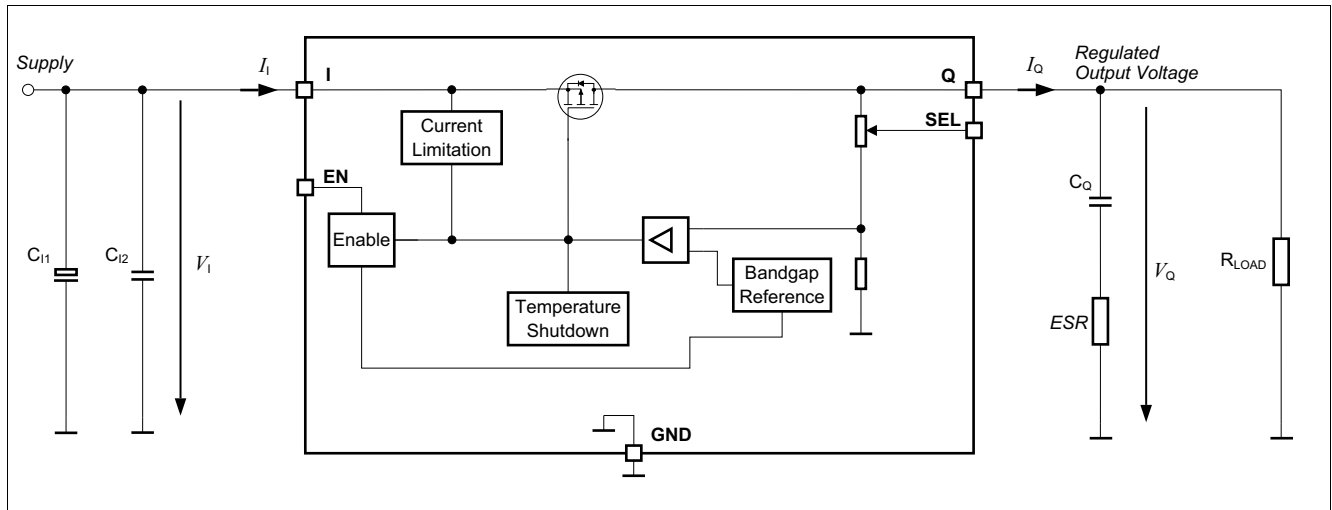 Supply
I_I
I
Q
I_Q
Regulated
Output Voltage
Current
Limitation
SEL
EN
C_Q
Enable
C_I1
C_I2
V_I
Bandgap
Reference
V_Q
R_LOAD
Temperature
Shutdown
ESR
GND